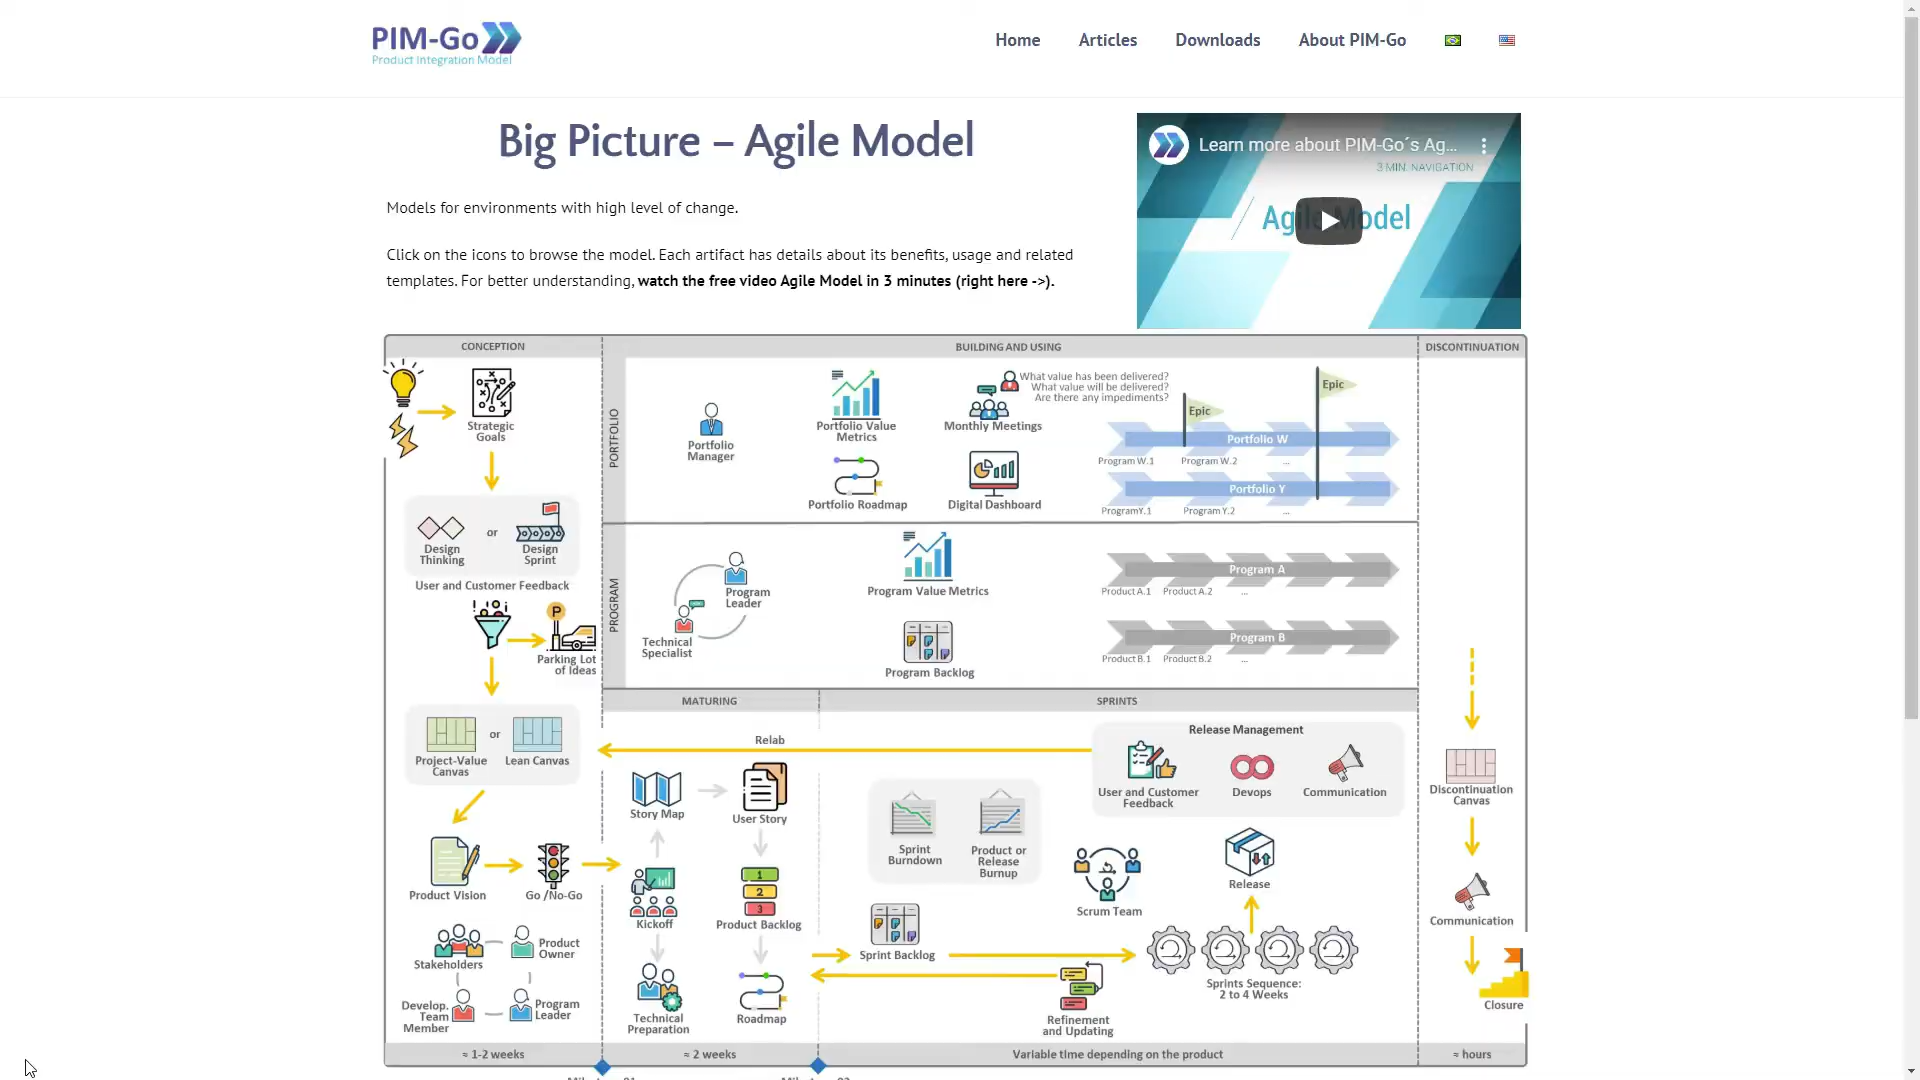 PIM-Go
Product Integration Model
Home
Articles
Downloads
About PIM-Go
Big Picture – Agile Model
Models for environments with high level of change.
Click on the icons to browse the model. Each artifact has details about its benefits, usage and related
templates. For better understanding, watch the free video Agile Model in 3 minutes (right here ->).
Learn more about PIM-Go´s Ag...
3 MIN. NAVIGATION
CONCEPTION
BUILDING AND USING
DISCONTINUATION
Strategic
Goals
Design
Thinking
or
Design
Sprint
User and Customer Feedback
P
Parking Lot
of Ideas
Project-Value
Canvas
or
Lean Canvas
Product Vision
Go /No-Go
Stakeholders
Product
Owner
Develop.
Team
Member
Program
Leader
≈ 1-2 weeks
PORTFOLIO
Portfolio
Manager
Portfolio Value
Metrics
Portfolio Roadmap
Monthly Meetings
What value has been delivered?
What value will be delivered?
Are there any impediments?
Digital Dashboard
Epic
Epic
Portfolio W
Program W.1
Program W.2
...
Portfolio Y
ProgramY.1
Program Y.2
...
PROGRAM
Program
Leader
Technical
Specialist
Program Value Metrics
Program Backlog
Program A
Product A.1
Product A.2
...
Program B
Product B.1
Product B.2
...
MATURING
SPRINTS
Relab
Story Map
User Story
Kickoff
1
2
3
Product Backlog
Technical
Preparation
Roadmap
≈ 2 weeks
Release Management
User and Customer
Feedback
Devops
Communication
Sprint
Burndown
Product or
Release
Burnup
Scrum Team
Release
Sprint Backlog
Sprints Sequence:
2 to 4 Weeks
Refinement
and Updating
Variable time depending on the product
Discontinuation
Canvas
Communication
Closure
≈ hours